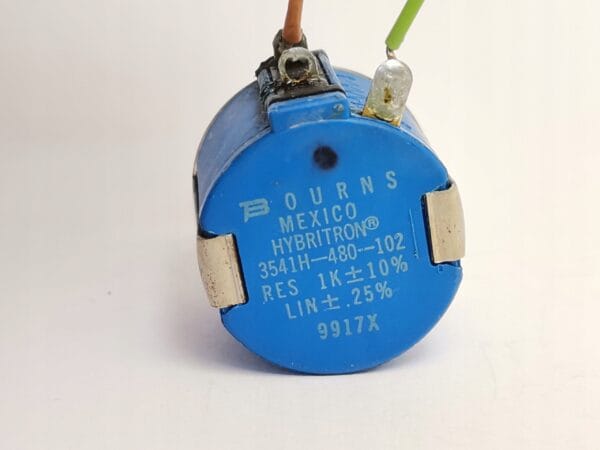 BOURNS
MEXICO
HYBRITRON®
3541H-480-102
RES 1K±10%
LIN±.25%
9917X